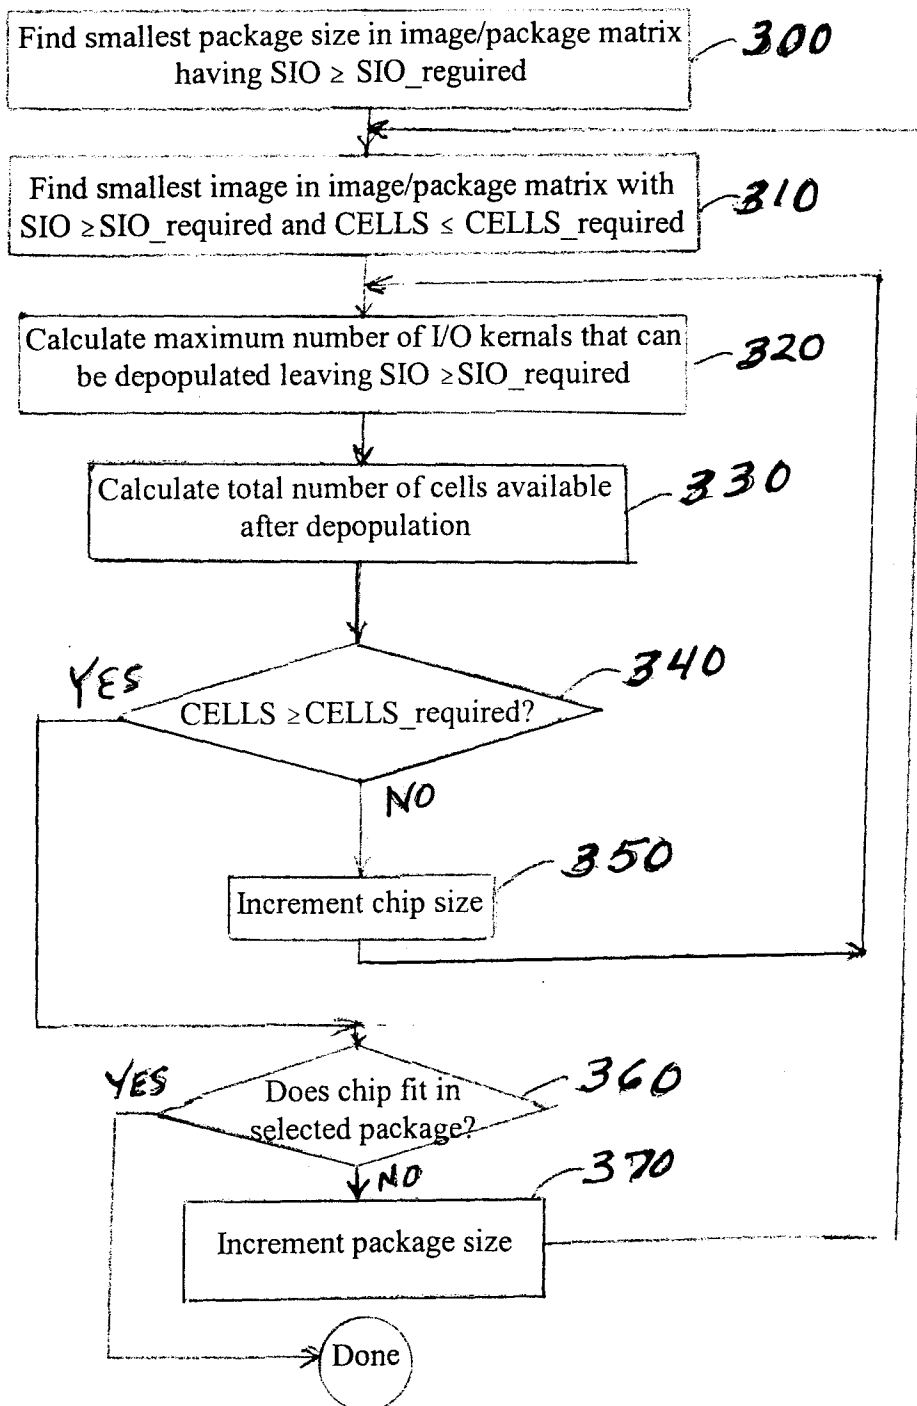 Find smallest package size in image/package matrix
having SIO ≥ SIO_reguired
300
Find smallest image in image/package matrix with
SIO ≥SIO_required and CELLS ≤ CELLS_required
310
Calculate maximum number of I/O kernals that can
be depopulated leaving SIO ≥SIO_required
320
Calculate total number of cells available
after depopulation
330
YES
CELLS ≥CELLS_required?
340
NO
350
Increment chip size
YES
Does chip fit in
selected package?
360
NO
370
Increment package size
Done